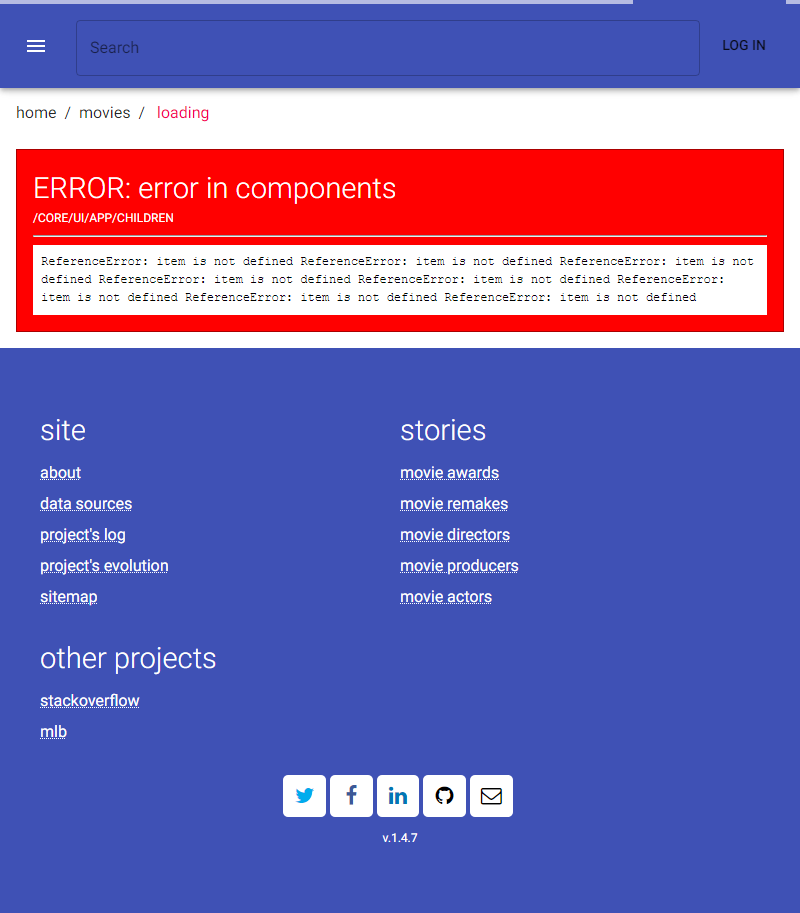 Search
LOG IN
home / movies / loading
ERROR: error in components
/CORE/UI/APP/CHILDREN
ReferenceError: item is not defined ReferenceError: item is not defined ReferenceError: item is not
defined ReferenceError: item is not defined ReferenceError: item is not defined ReferenceError:
item is not defined ReferenceError: item is not defined ReferenceError: item is not defined
site
about
data sources
project's log
project's evolution
sitemap
stories
movie awards
movie remakes
movie directors
movie producers
movie actors
other projects
stackoverflow
mlb
v.1.4.7